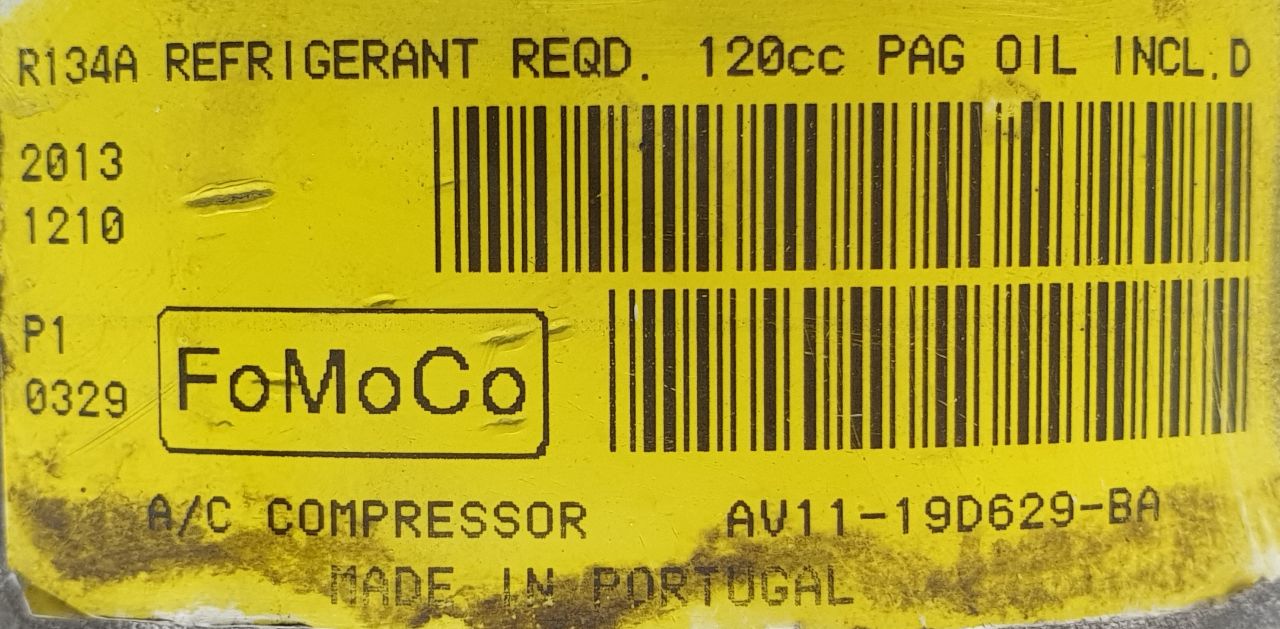 R134A REFRIGERANT REQD. 120cc PAG OIL INCL.D
2013
1210
P1
0329
FoMoCo
A/C COMPRESSOR AV11-19D629-BA
MADE IN PORTUGAL